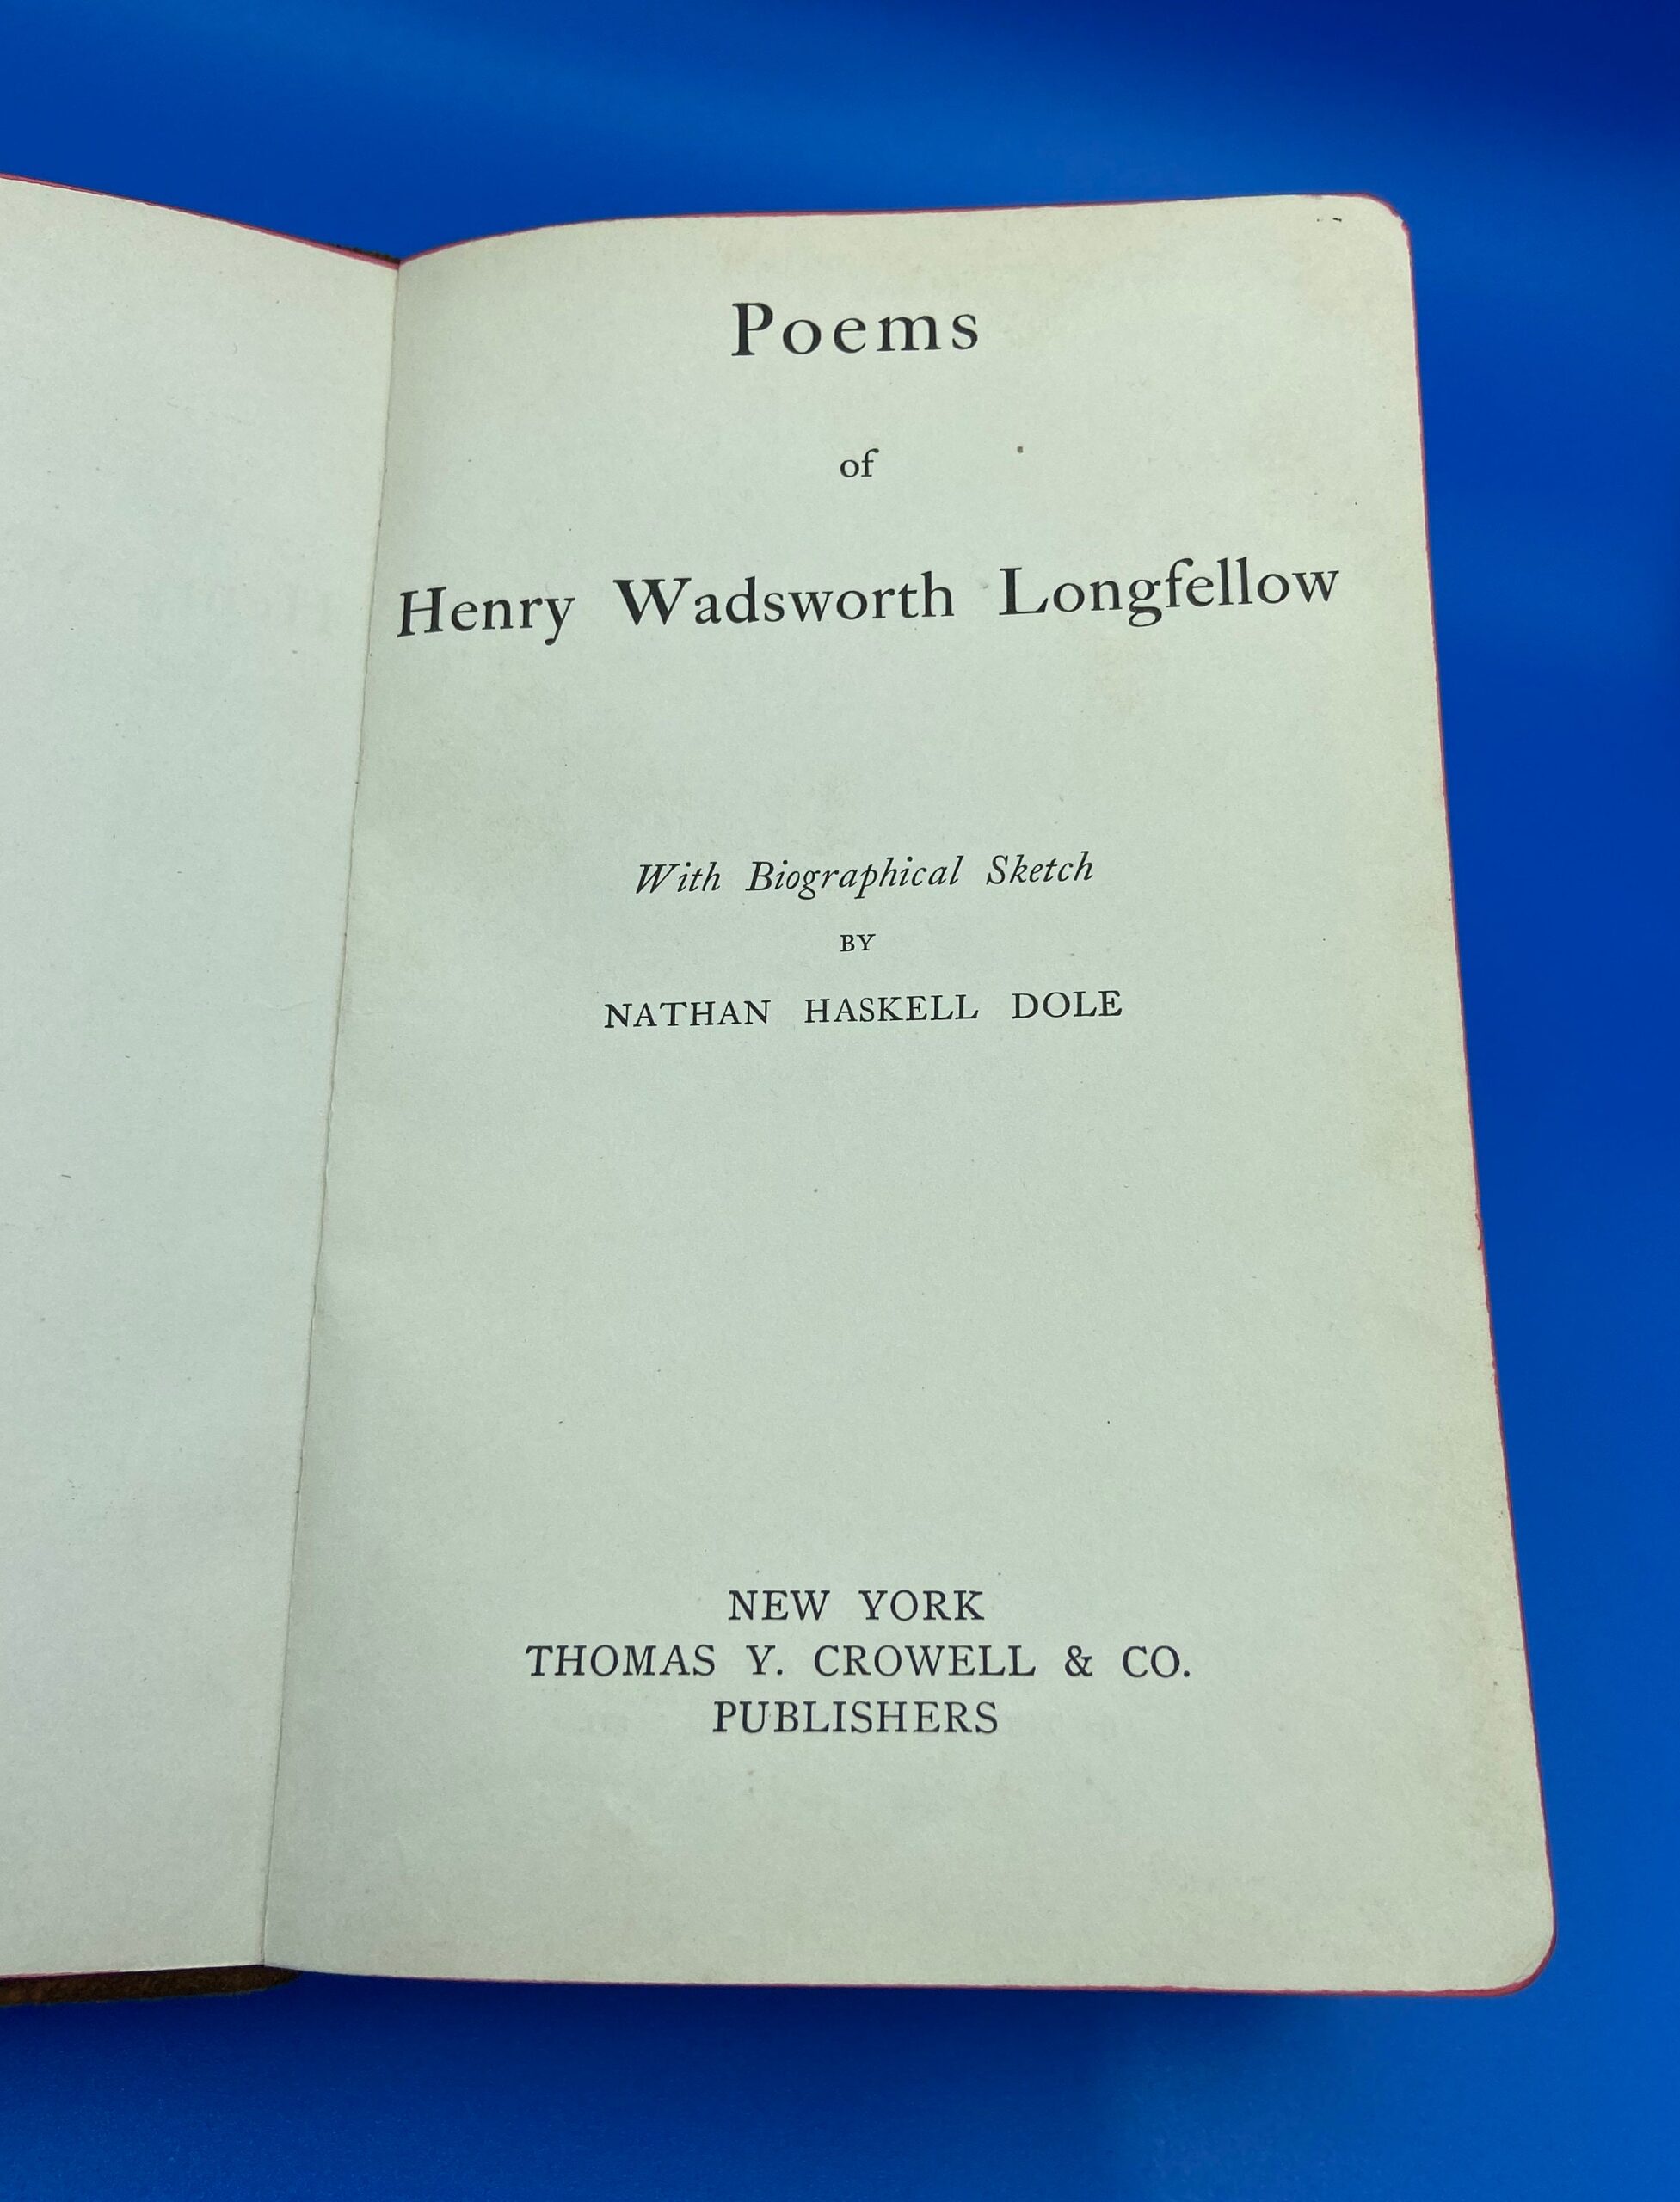 Poems
of
Henry Wadsworth Longfellow
With Biographical Sketch
BY
NATHAN HASKELL DOLE
NEW YORK
THOMAS Y. CROWELL & CO.
PUBLISHERS